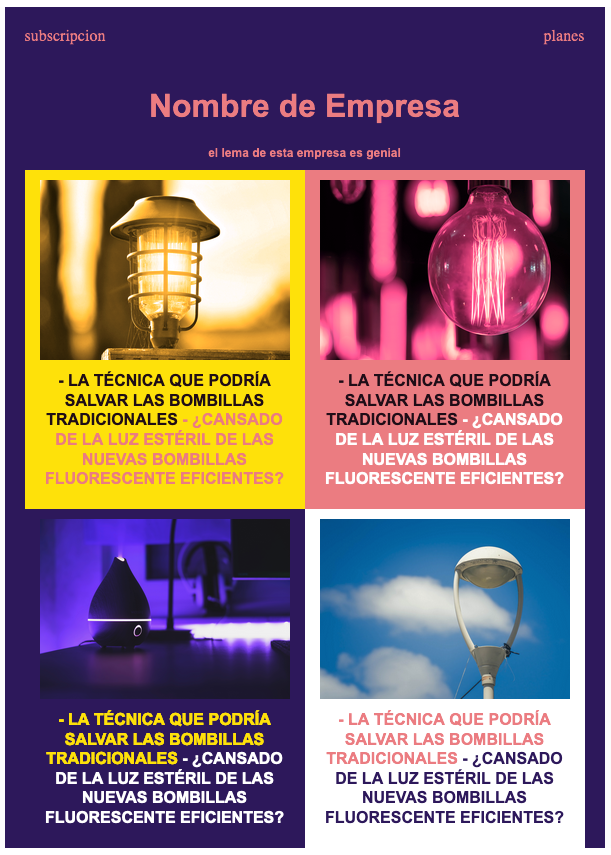 subscripcion
planes
Nombre de Empresa
el lema de esta empresa es genial
- LA TÉCNICA QUE PODRÍA
SALVAR LAS BOMBILLAS
TRADICIONALES - ¿CANSADO
DE LA LUZ ESTÉRIL DE LAS
NUEVAS BOMBILLAS
FLUORESCENTE EFICIENTES?
- LA TÉCNICA QUE PODRÍA
SALVAR LAS BOMBILLAS
TRADICIONALES - ¿CANSADO
DE LA LUZ ESTÉRIL DE LAS
NUEVAS BOMBILLAS
FLUORESCENTE EFICIENTES?
- LA TÉCNICA QUE PODRÍA
SALVAR LAS BOMBILLAS
TRADICIONALES - ¿CANSADO
DE LA LUZ ESTÉRIL DE LAS
NUEVAS BOMBILLAS
FLUORESCENTE EFICIENTES?
- LA TÉCNICA QUE PODRÍA
SALVAR LAS BOMBILLAS
TRADICIONALES - ¿CANSADO
DE LA LUZ ESTÉRIL DE LAS
NUEVAS BOMBILLAS
FLUORESCENTE EFICIENTES?